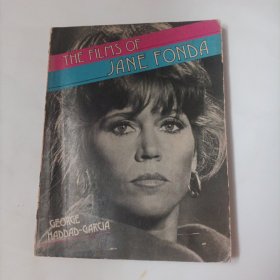 THE FILMS OF
JANE FONDA
GEORGE
HADDAD-GARCIA